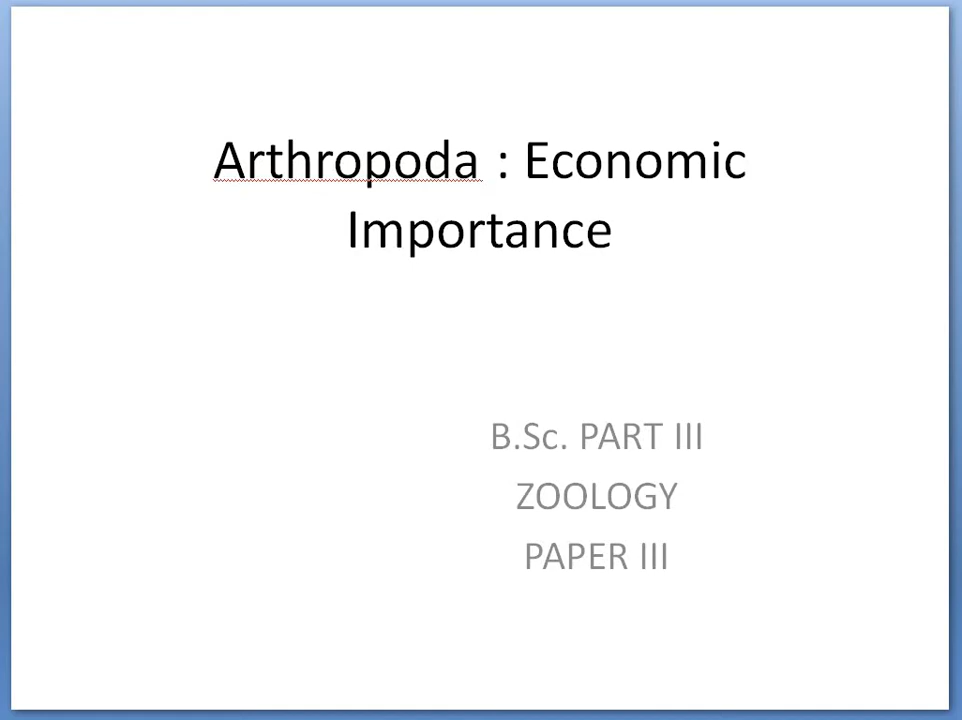 Arthropoda : Economic
Importance
B.Sc. PART III
ZOOLOGY
PAPER III